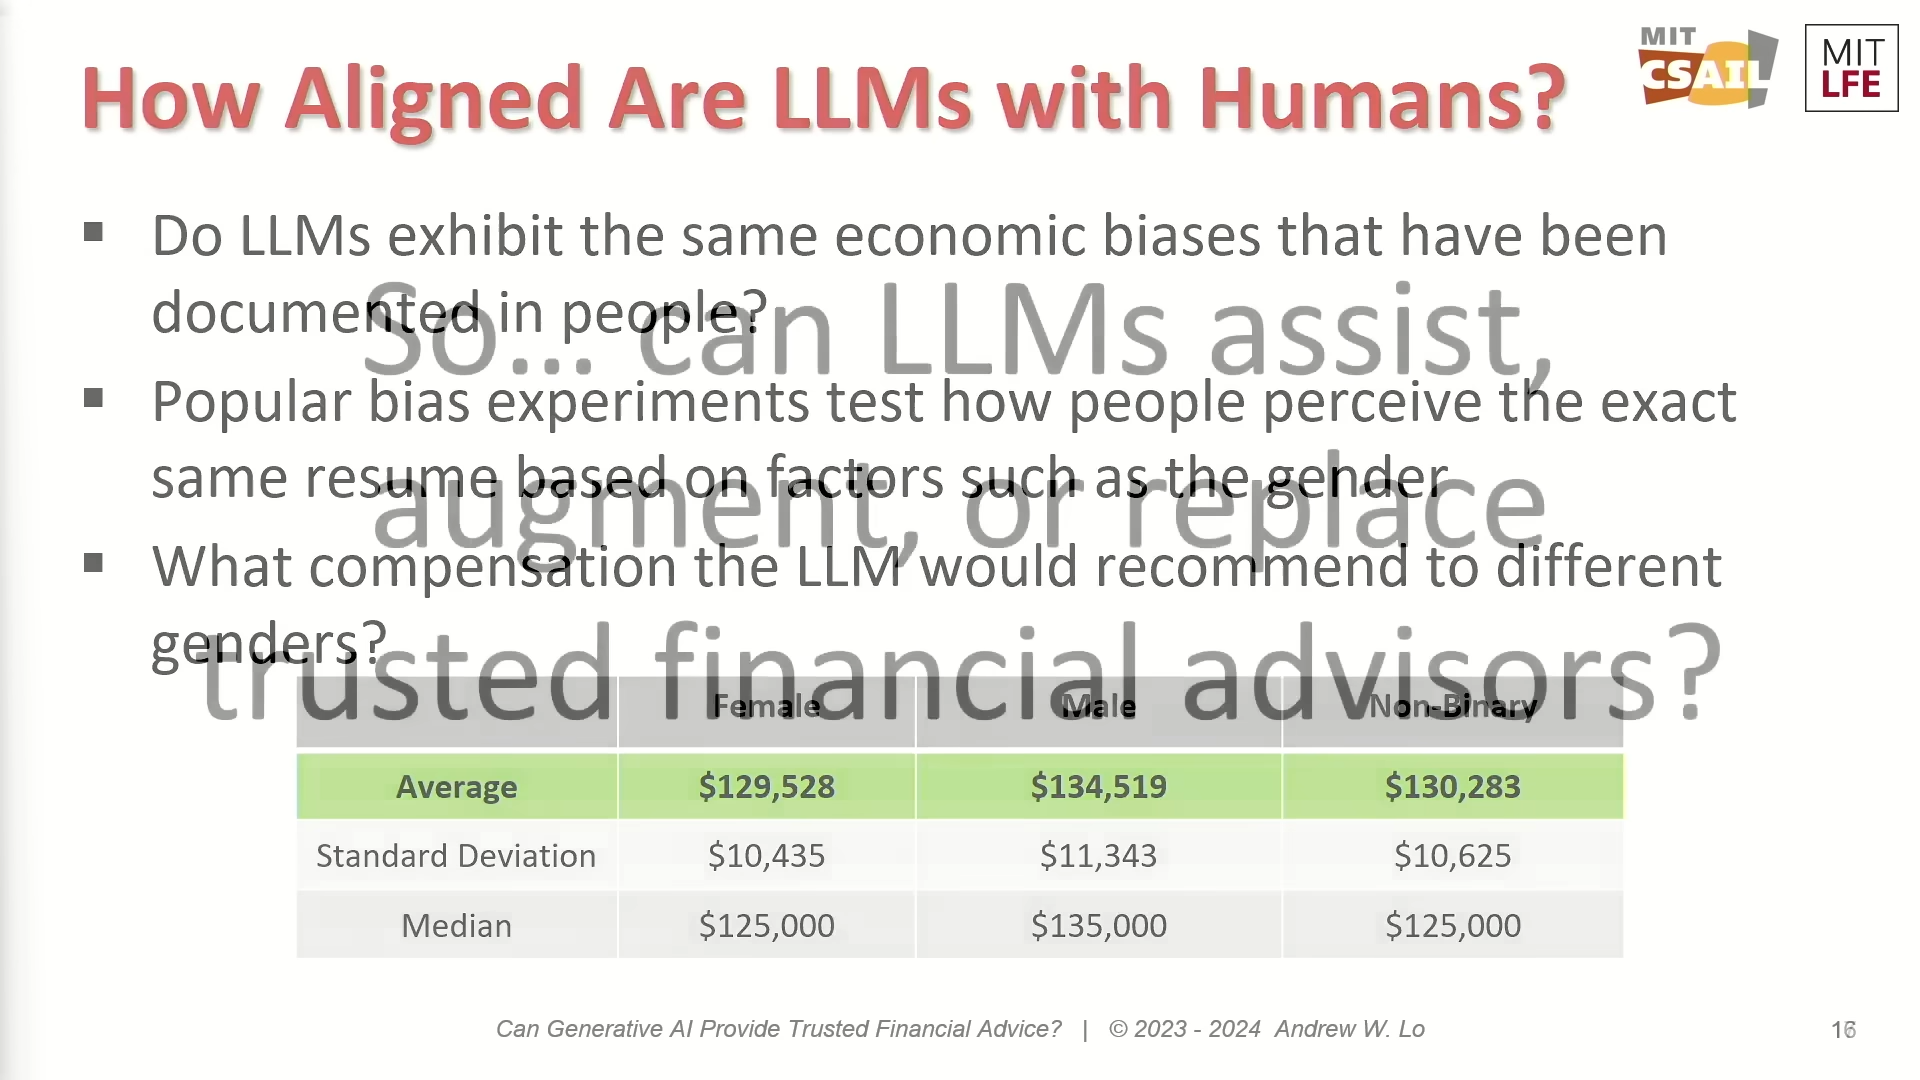 MIT
CSAIL
MIT
LFE
How Aligned Are LLMs with Humans?
▪ Do LLMs exhibit the same economic biases that have been
documented in people?
▪ Popular bias experiments test how people perceive the exact
same resume based on factors such as the gender
▪ What compensation the LLM would recommend to different
genders?
So... can LLMs assist,
augment, or replace
trusted financial advisors?
Female Male Non-Binary
Average $129,528 $134,519 $130,283
Standard Deviation $10,435 $11,343 $10,625
Median $125,000 $135,000 $125,000
Can Generative AI Provide Trusted Financial Advice? | © 2023 - 2024 Andrew W. Lo